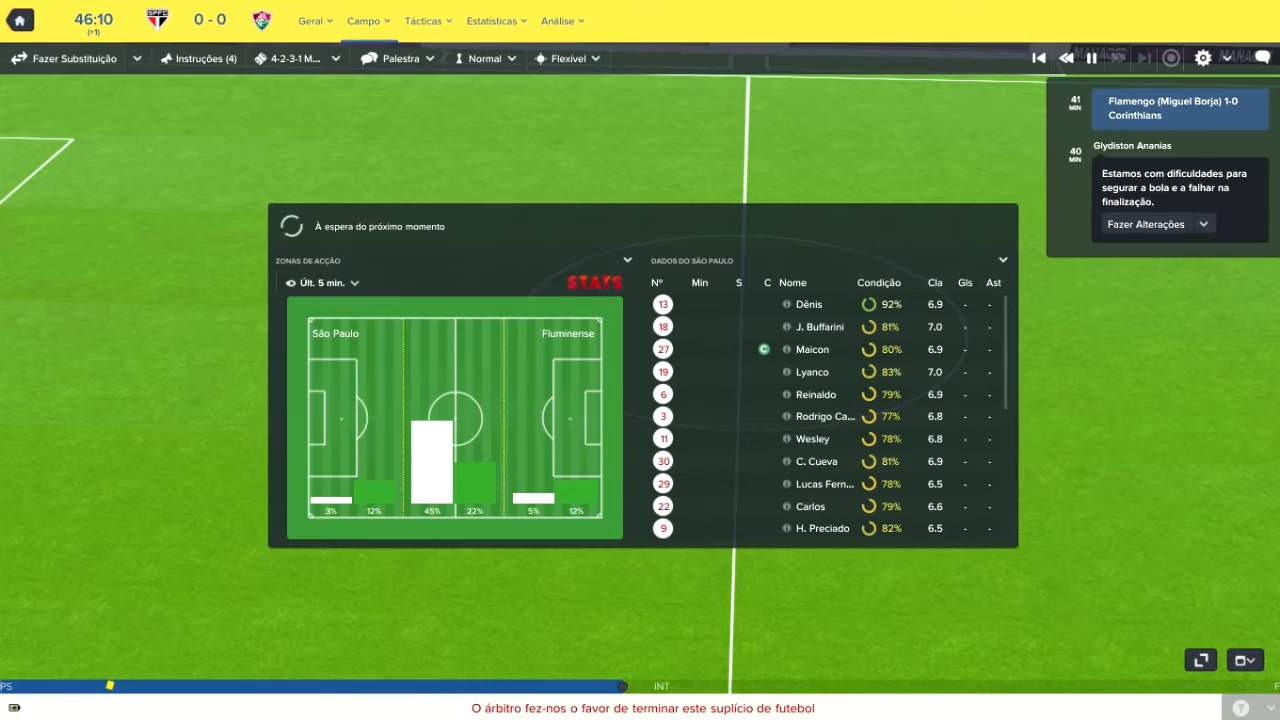 46:10
(+1)
0 - 0
Geral
Campo
Tácticas
Estatísticas
Análise
Fazer Substituição
Instruções (4)
4-2-3-1 M...
Palestra
Normal
Flexível
41
MIN
Flamengo (Miguel Borja) 1-0
Corinthians
40
MIN
Glydiston Ananias
Estamos com dificuldades para
segurar a bola e a falhar na
finalização.
Fazer Alterações
À espera do próximo momento
ZONAS DE ACÇÃO
Últ. 5 min.
STATS
São Paulo
Fluminense
3% 12% 45% 22% 5% 12%
DADOS DO SÃO PAULO
Nº Min S C Nome Condição Cla Gls Ast
13 Dênis 92% 6.9 - -
18 J. Buffarini 81% 7.0 - -
27 C Maicon 80% 6.9 - -
19 Lyanco 83% 7.0 - -
6 Reinaldo 79% 6.9 - -
3 Rodrigo Ca... 77% 6.8 - -
11 Wesley 78% 6.8 - -
30 C. Cueva 81% 6.9 - -
29 Lucas Fern... 78% 6.5 - -
22 Carlos 79% 6.6 - -
9 H. Preciado 82% 6.5 - -
PS
INT
F
O árbitro fez-nos o favor de terminar este suplício de futebol